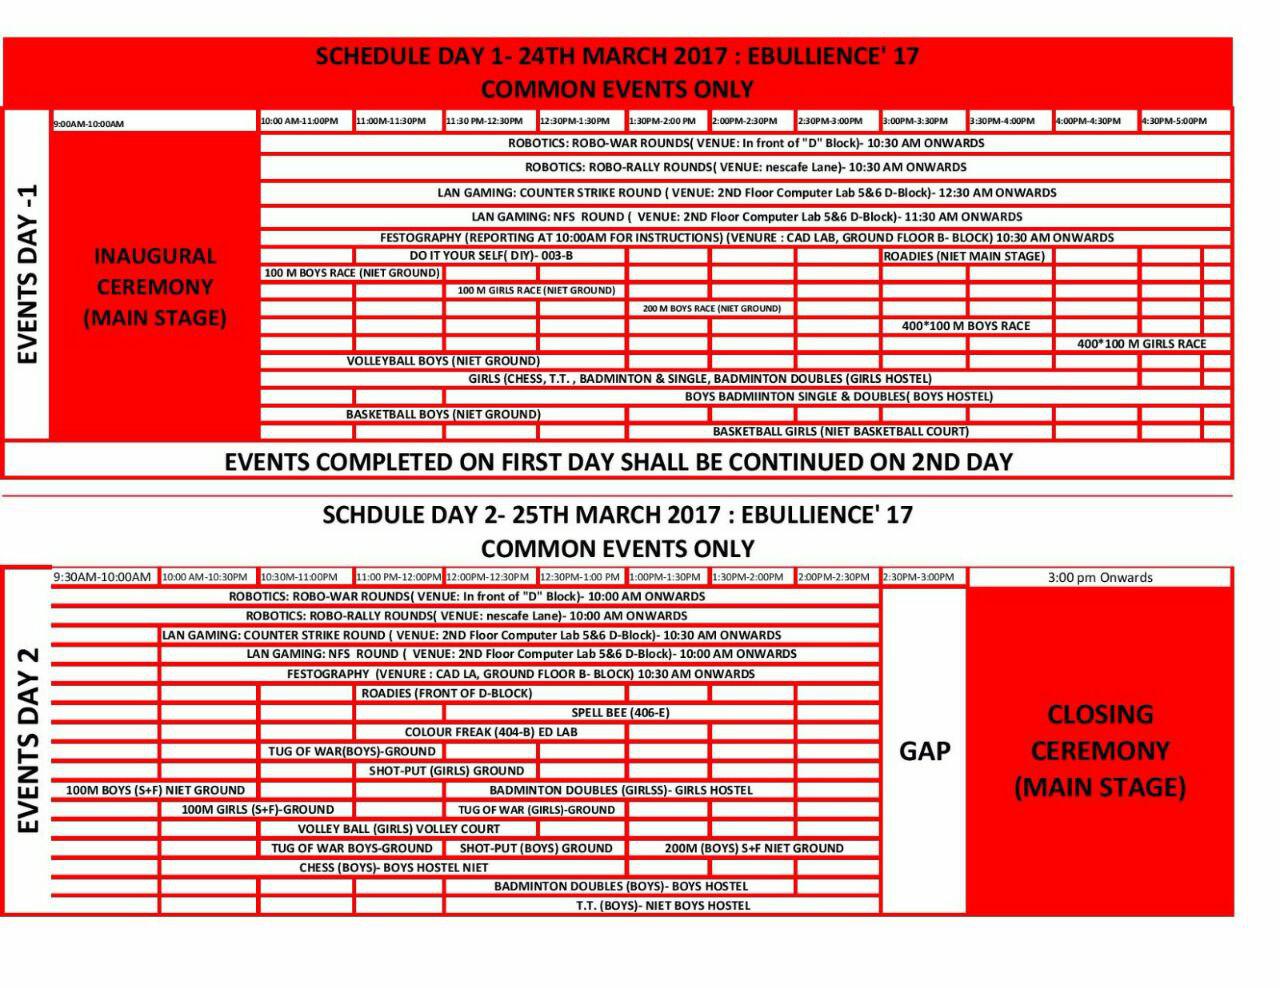 SCHEDULE DAY 1- 24TH MARCH 2017 : EBULLIENCE' 17
COMMON EVENTS ONLY
9:00AM-10:00AM 10:00 AM-11:00PM 11:00M-11:30PM 11:30 PM-12:30PM 12:30PM-1:30PM 1:30PM-2:00 PM 2:00PM-2:30PM 2:30PM-3:00PM 3:00PM-3:30PM 3:30PM-4:00PM 4:00PM-4:30PM 4:30PM-5:00PM
EVENTS DAY -1
INAUGURAL
CEREMONY
(MAIN STAGE)
ROBOTICS: ROBO-WAR ROUNDS( VENUE: In front of "D" Block)- 10:30 AM ONWARDS
ROBOTICS: ROBO-RALLY ROUNDS( VENUE: nescafe Lane)- 10:30 AM ONWARDS
LAN GAMING: COUNTER STRIKE ROUND ( VENUE: 2ND Floor Computer Lab 5&6 D-Block)- 12:30 AM ONWARDS
LAN GAMING: NFS ROUND ( VENUE: 2ND Floor Computer Lab 5&6 D-Block)- 11:30 AM ONWARDS
FESTOGRAPHY (REPORTING AT 10:00AM FOR INSTRUCTIONS) (VENURE : CAD LAB, GROUND FLOOR B- BLOCK) 10:30 AM ONWARDS
DO IT YOUR SELF( DIY)- 003-B ROADIES (NIET MAIN STAGE)
100 M BOYS RACE (NIET GROUND)
100 M GIRLS RACE (NIET GROUND)
200 M BOYS RACE (NIET GROUND)
400*100 M BOYS RACE
400*100 M GIRLS RACE
VOLLEYBALL BOYS (NIET GROUND)
GIRLS (CHESS, T.T. , BADMINTON & SINGLE, BADMINTON DOUBLES (GIRLS HOSTEL)
BOYS BADMIINTON SINGLE & DOUBLES( BOYS HOSTEL)
BASKETBALL BOYS (NIET GROUND)
BASKETBALL GIRLS (NIET BASKETBALL COURT)
EVENTS COMPLETED ON FIRST DAY SHALL BE CONTINUED ON 2ND DAY
SCHDULE DAY 2- 25TH MARCH 2017 : EBULLIENCE' 17
COMMON EVENTS ONLY
9:30AM-10:00AM 10:00 AM-10:30PM 10:30M-11:00PM 11:00 PM-12:00PM 12:00PM-12:30PM 12:30PM-1:00 PM 1:00PM-1:30PM 1:30PM-2:00PM 2:00PM-2:30PM 2:30PM-3:00PM 3:00 pm Onwards
EVENTS DAY 2
ROBOTICS: ROBO-WAR ROUNDS( VENUE: In front of "D" Block)- 10:00 AM ONWARDS
ROBOTICS: ROBO-RALLY ROUNDS( VENUE: nescafe Lane)- 10:00 AM ONWARDS
LAN GAMING: COUNTER STRIKE ROUND ( VENUE: 2ND Floor Computer Lab 5&6 D-Block)- 10:30 AM ONWARDS
LAN GAMING: NFS ROUND ( VENUE: 2ND Floor Computer Lab 5&6 D-Block)- 10:00 AM ONWARDS
FESTOGRAPHY (VENURE : CAD LA, GROUND FLOOR B- BLOCK) 10:30 AM ONWARDS
ROADIES (FRONT OF D-BLOCK)
SPELL BEE (406-E)
COLOUR FREAK (404-B) ED LAB
TUG OF WAR(BOYS)-GROUND
SHOT-PUT (GIRLS) GROUND
100M BOYS (S+F) NIET GROUND BADMINTON DOUBLES (GIRLSS)- GIRLS HOSTEL
100M GIRLS (S+F)-GROUND TUG OF WAR (GIRLS)-GROUND
VOLLEY BALL (GIRLS) VOLLEY COURT
TUG OF WAR BOYS-GROUND SHOT-PUT (BOYS) GROUND 200M (BOYS) S+F NIET GROUND
CHESS (BOYS)- BOYS HOSTEL NIET
BADMINTON DOUBLES (BOYS)- BOYS HOSTEL
T.T. (BOYS)- NIET BOYS HOSTEL
GAP
CLOSING
CEREMONY
(MAIN STAGE)